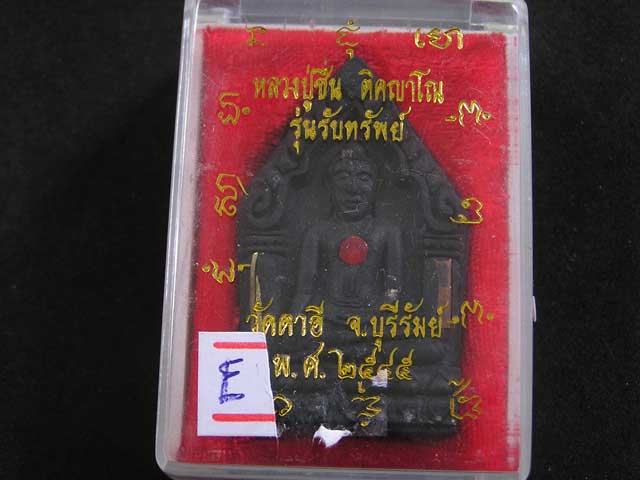 หลวงปู่ชื่น ติคญาโณ
รุ่นรับทรัพย์
วัดตาอี จ.บุรีรัมย์
พ.ศ.๒๕๔๕
E